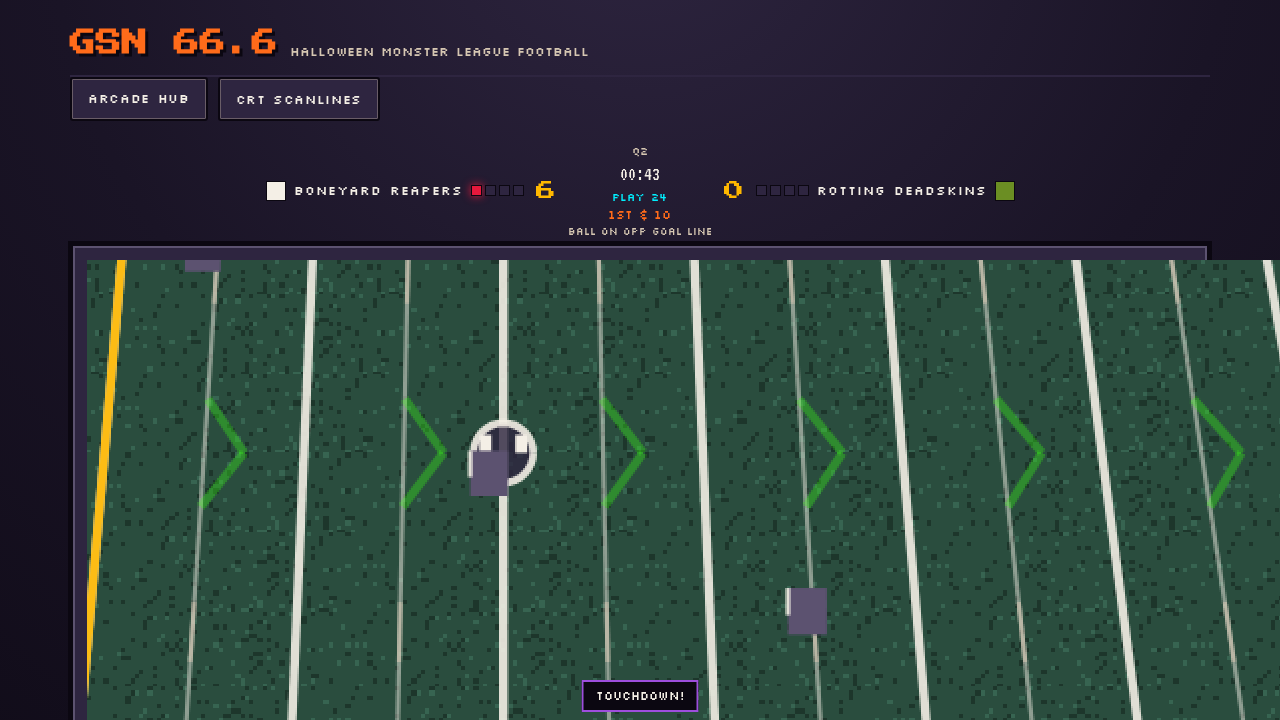 GSN 66.6
HALLOWEEN MONSTER LEAGUE FOOTBALL
ARCADE HUB
CRT SCANLINES
Q2
BONEYARD REAPERS 6
00:43
0 ROTTING DEADSKINS
PLAY 24
1ST & 10
BALL ON OPP GOAL LINE
TOUCHDOWN!